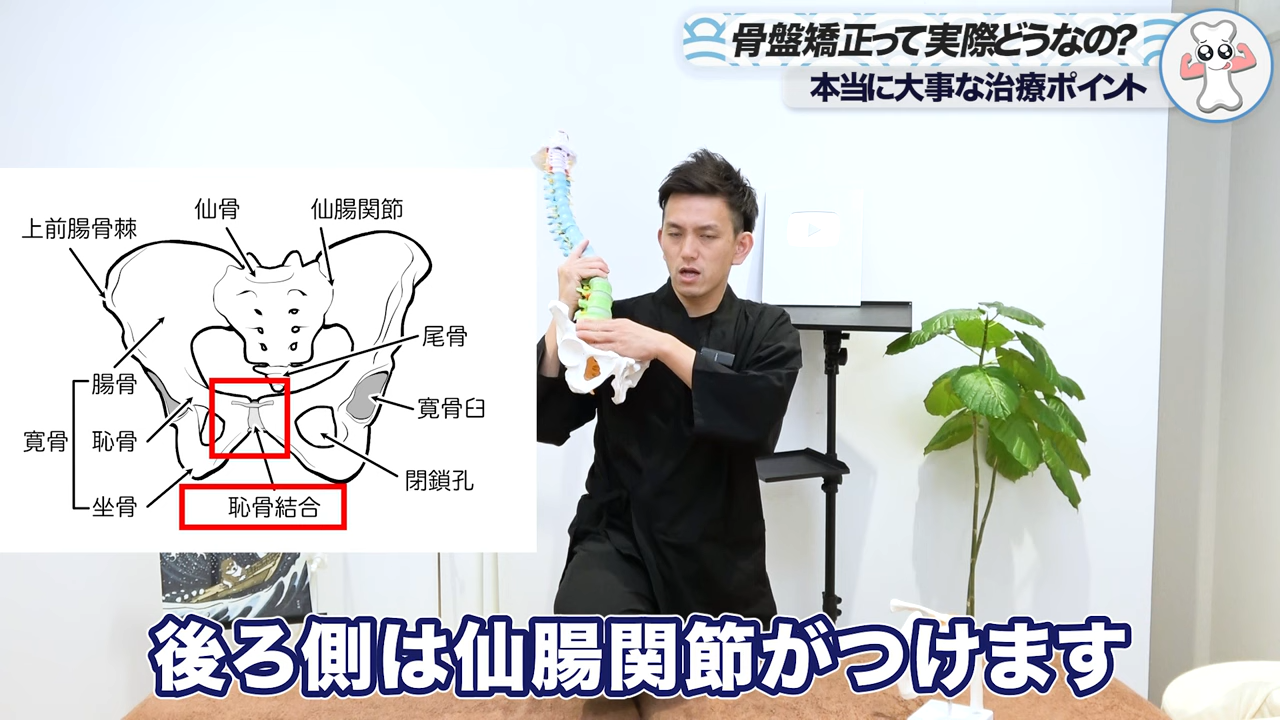 骨盤矯正って実際どうなの?
本当に大事な治療ポイント
仙骨
仙腸関節
上前腸骨棘
尾骨
腸骨
寛骨臼
寛骨
恥骨
閉鎖孔
坐骨
恥骨結合
後ろ側は仙腸関節がつけます